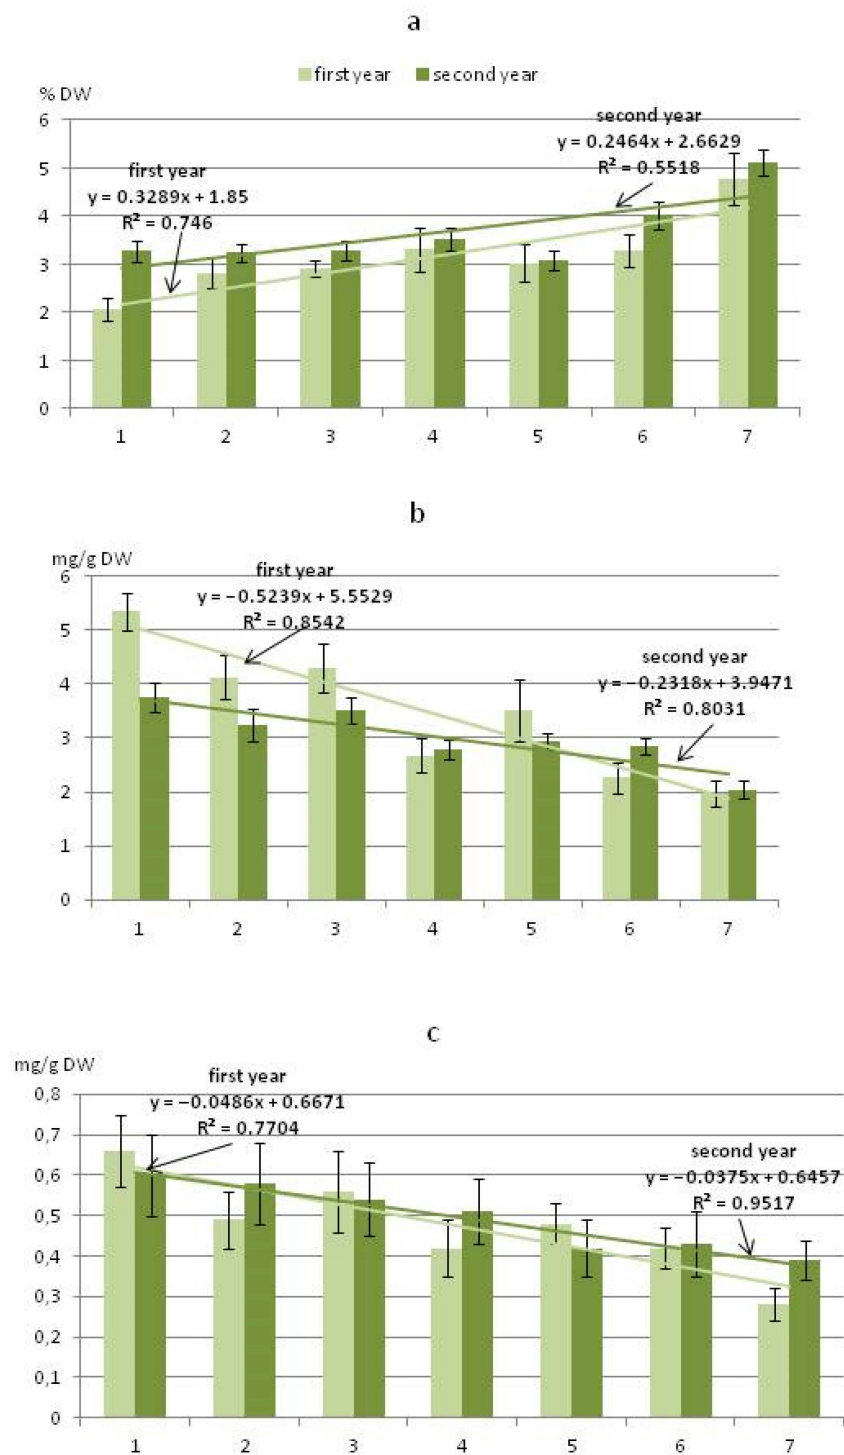 a
first year second year
% DW
6
5
4
3
2
1
0
first year
y = 0.3289x + 1.85
R² = 0.746
second year
y = 0.2464x + 2.6629
R² = 0.5518
1 2 3 4 5 6 7
b
mg/g DW
6
5
4
3
2
1
0
first year
y = −0.5239x + 5.5529
R² = 0.8542
second year
y = −0.2318x + 3.9471
R² = 0.8031
1 2 3 4 5 6 7
c
mg/g DW
0,8
0,7
0,6
0,5
0,4
0,3
0,2
0,1
0
first year
y = −0.0486x + 0.6671
R² = 0.7704
second year
y = −0.0375x + 0.6457
R² = 0.9517
1 2 3 4 5 6 7